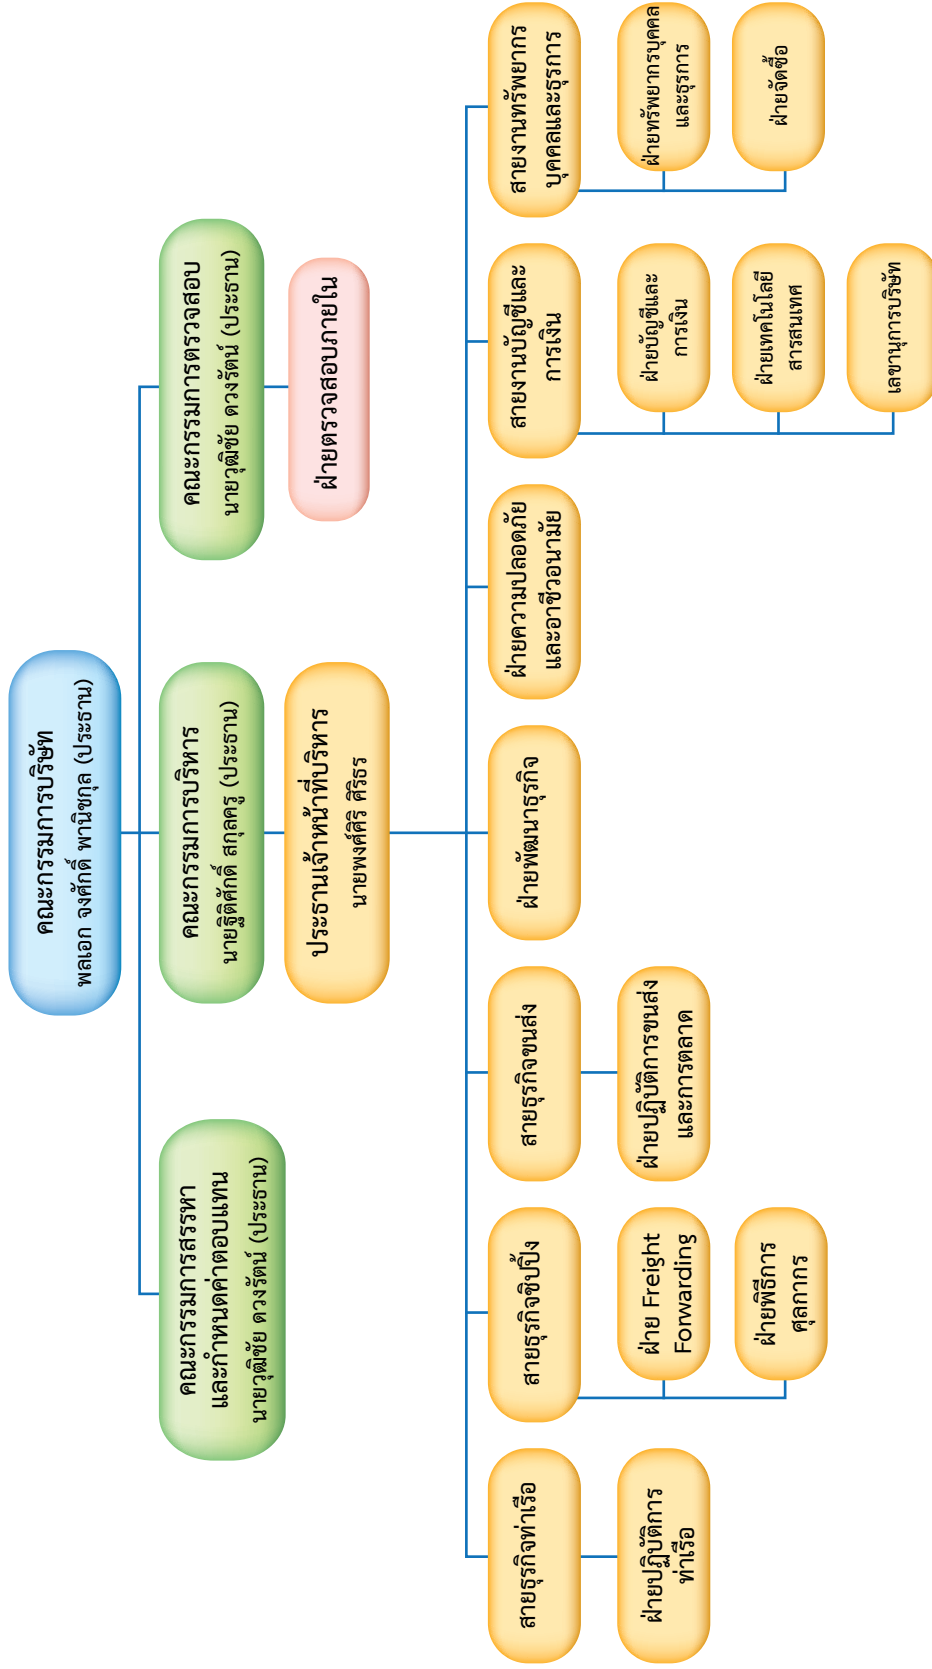 คณะกรรมการบริษัท
พลเอก จงศักดิ์ พานิชกุล (ประธาน)
คณะกรรมการสรรหา
และกำหนดค่าตอบแทน
นายวุฒิชัย ดวงรัตน์ (ประธาน)
คณะกรรมการบริหาร
นายฐิติศักดิ์ สกุลครู (ประธาน)
คณะกรรมการตรวจสอบ
นายวุฒิชัย ดวงรัตน์ (ประธาน)
ประธานเจ้าหน้าที่บริหาร
นายพงศ์ศิริ ศิริธร
ฝ่ายตรวจสอบภายใน
สายธุรกิจท่าเรือ
ฝ่ายปฏิบัติการ
ท่าเรือ
สายธุรกิจชิปปิ้ง
ฝ่าย Freight
Forwarding
ฝ่ายพิธีการ
ศุลกากร
สายธุรกิจขนส่ง
ฝ่ายปฏิบัติการขนส่ง
และการตลาด
ฝ่ายพัฒนาธุรกิจ
ฝ่ายความปลอดภัย
และอาชีวอนามัย
สายงานบัญชีและ
การเงิน
ฝ่ายบัญชีและ
การเงิน
ฝ่ายเทคโนโลยี
สารสนเทศ
เลขานุการบริษัท
สายงานทรัพยากร
บุคคลและธุรการ
ฝ่ายทรัพยากรบุคคล
และธุรการ
ฝ่ายจัดซื้อ